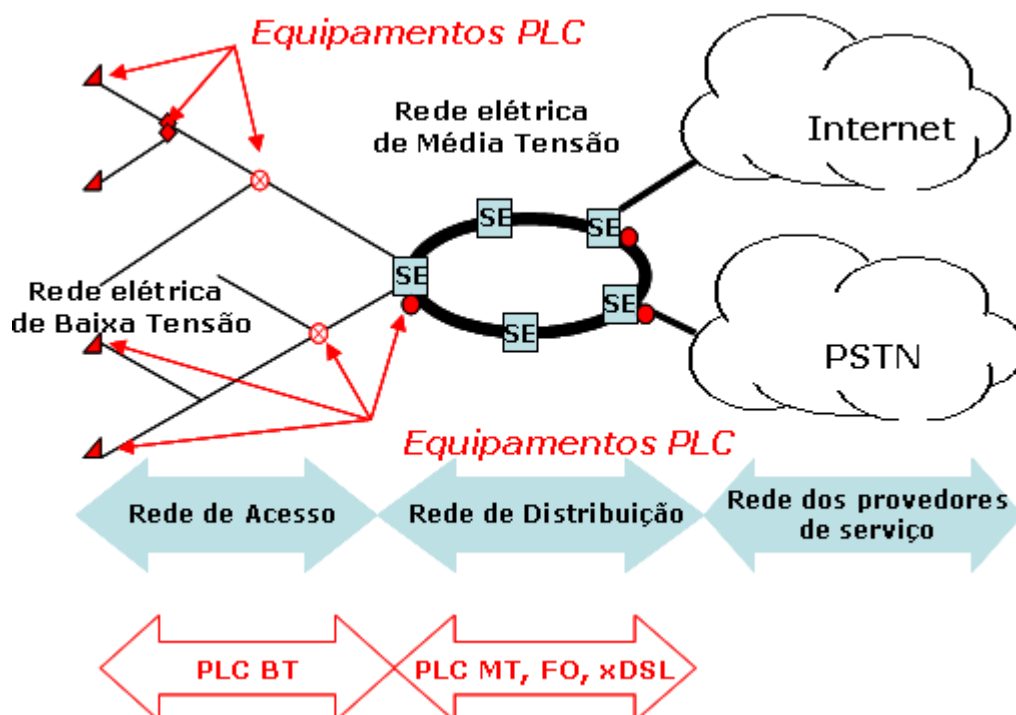 Equipamentos PLC
Rede elétrica
de Média Tensão
Internet
SE
SE
SE
SE
SE
Rede elétrica
de Baixa Tensão
PSTN
Equipamentos PLC
Rede de Acesso
Rede de Distribuição
Rede dos provedores
de serviço
PLC BT
PLC MT, FO, xDSL